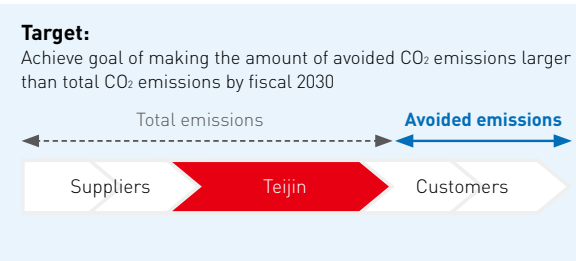 Target:
Achieve goal of making the amount of avoided CO₂ emissions larger
than total CO₂ emissions by fiscal 2030
Total emissions
Avoided emissions
Suppliers
Teijin
Customers